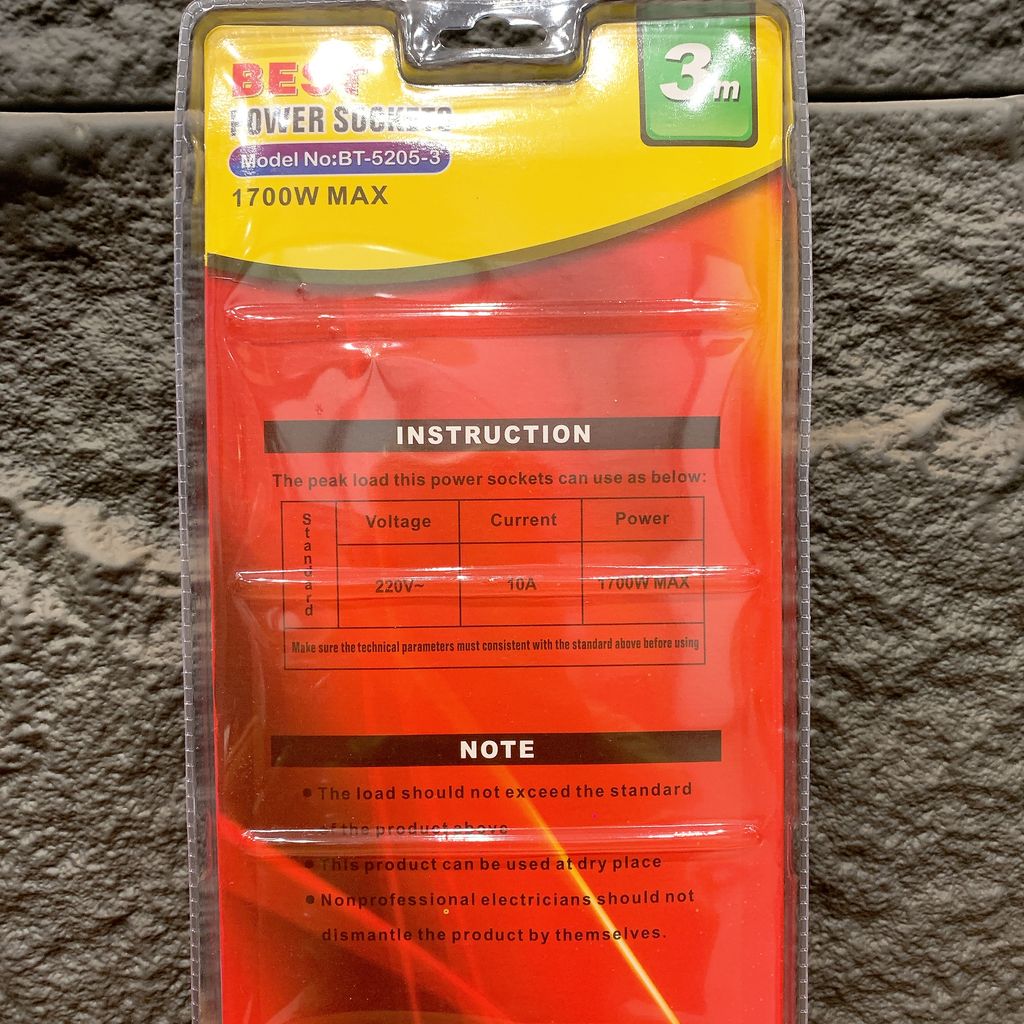 BEST
POWER SOCKETS
Model No:BT-5205-3
1700W MAX
3m
INSTRUCTION
The peak load this power sockets can use as below:
Standard
Voltage Current Power
220V~ 10A 1700W MAX
Make sure the technical parameters must consistent with the standard above before using
NOTE
● The load should not exceed the standard
of the product above
● This product can be used at dry place
● Nonprofessional electricians should not
dismantle the product by themselves.